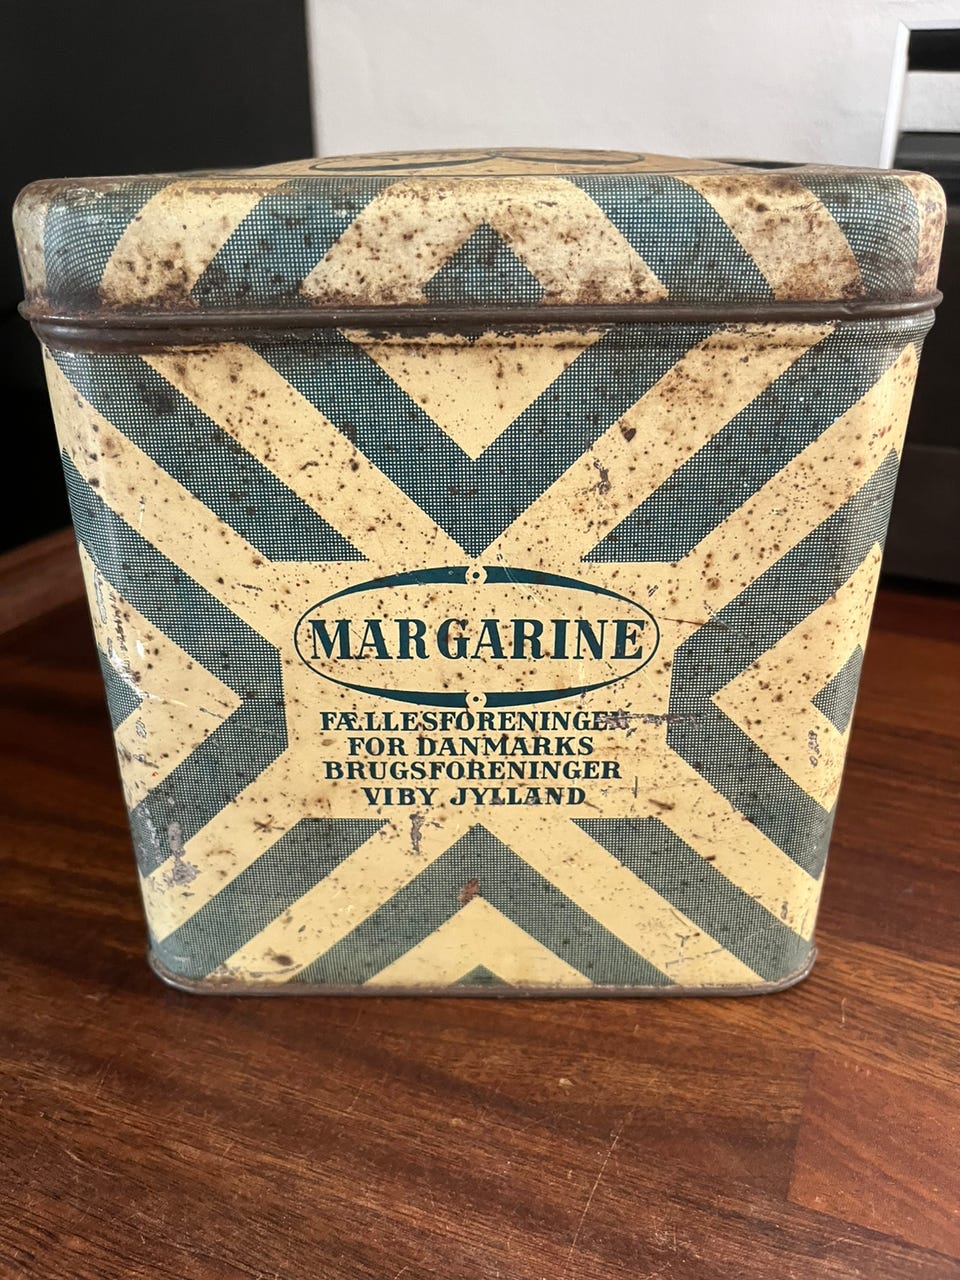 MARGARINE
FÆLLESFORENINGEN
FOR DANMARKS
BRUGSFORENINGER
VIBY JYLLAND